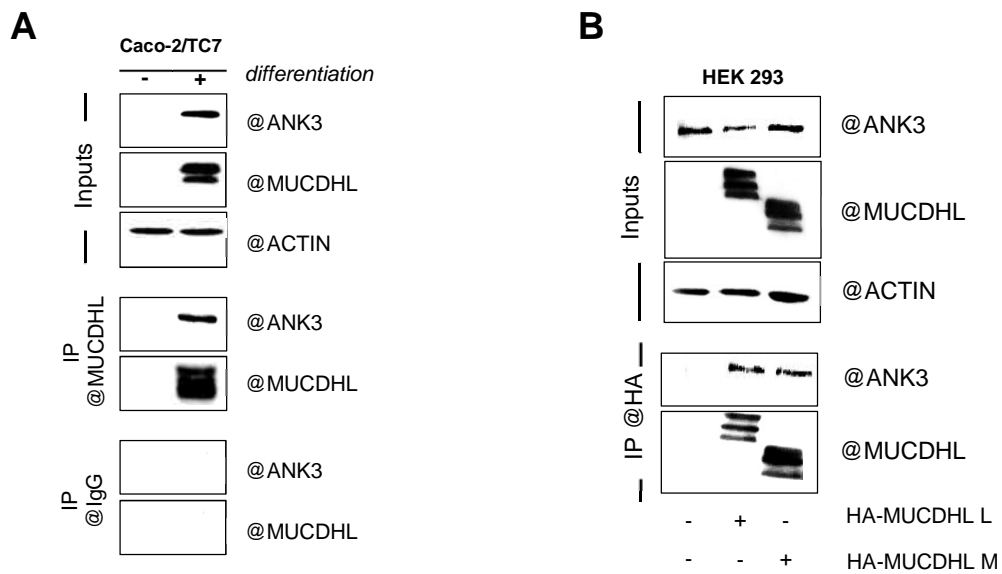 A
Caco-2/TC7
- + differentiation
Inputs
@ANK3
@MUCDHL
@ACTIN
IP
@MUCDHL
@ANK3
@MUCDHL
IP
@IgG
@ANK3
@MUCDHL
B
HEK 293
Inputs
@ANK3
@MUCDHL
@ACTIN
IP @HA
@ANK3
@MUCDHL
- + - HA-MUCDHL L
- - + HA-MUCDHL M